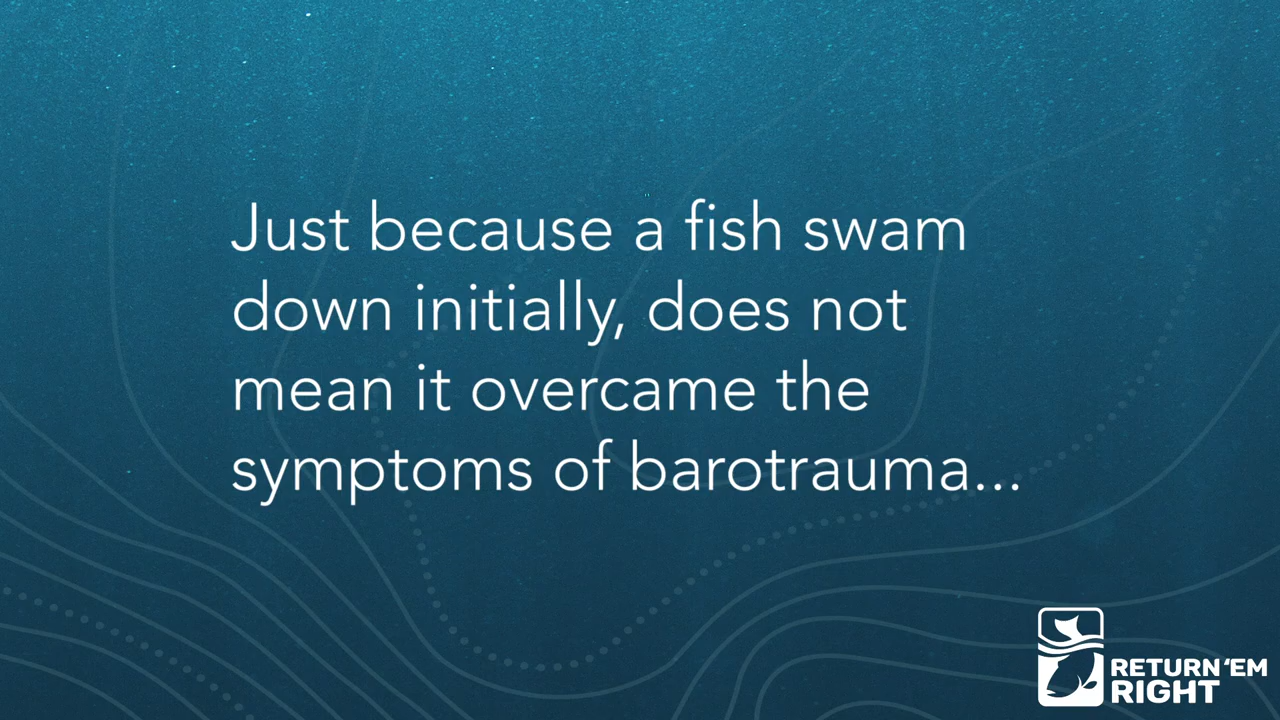 Just because a fish swam
down initially, does not
mean it overcame the
symptoms of barotrauma...
RETURN ‘EM
RIGHT